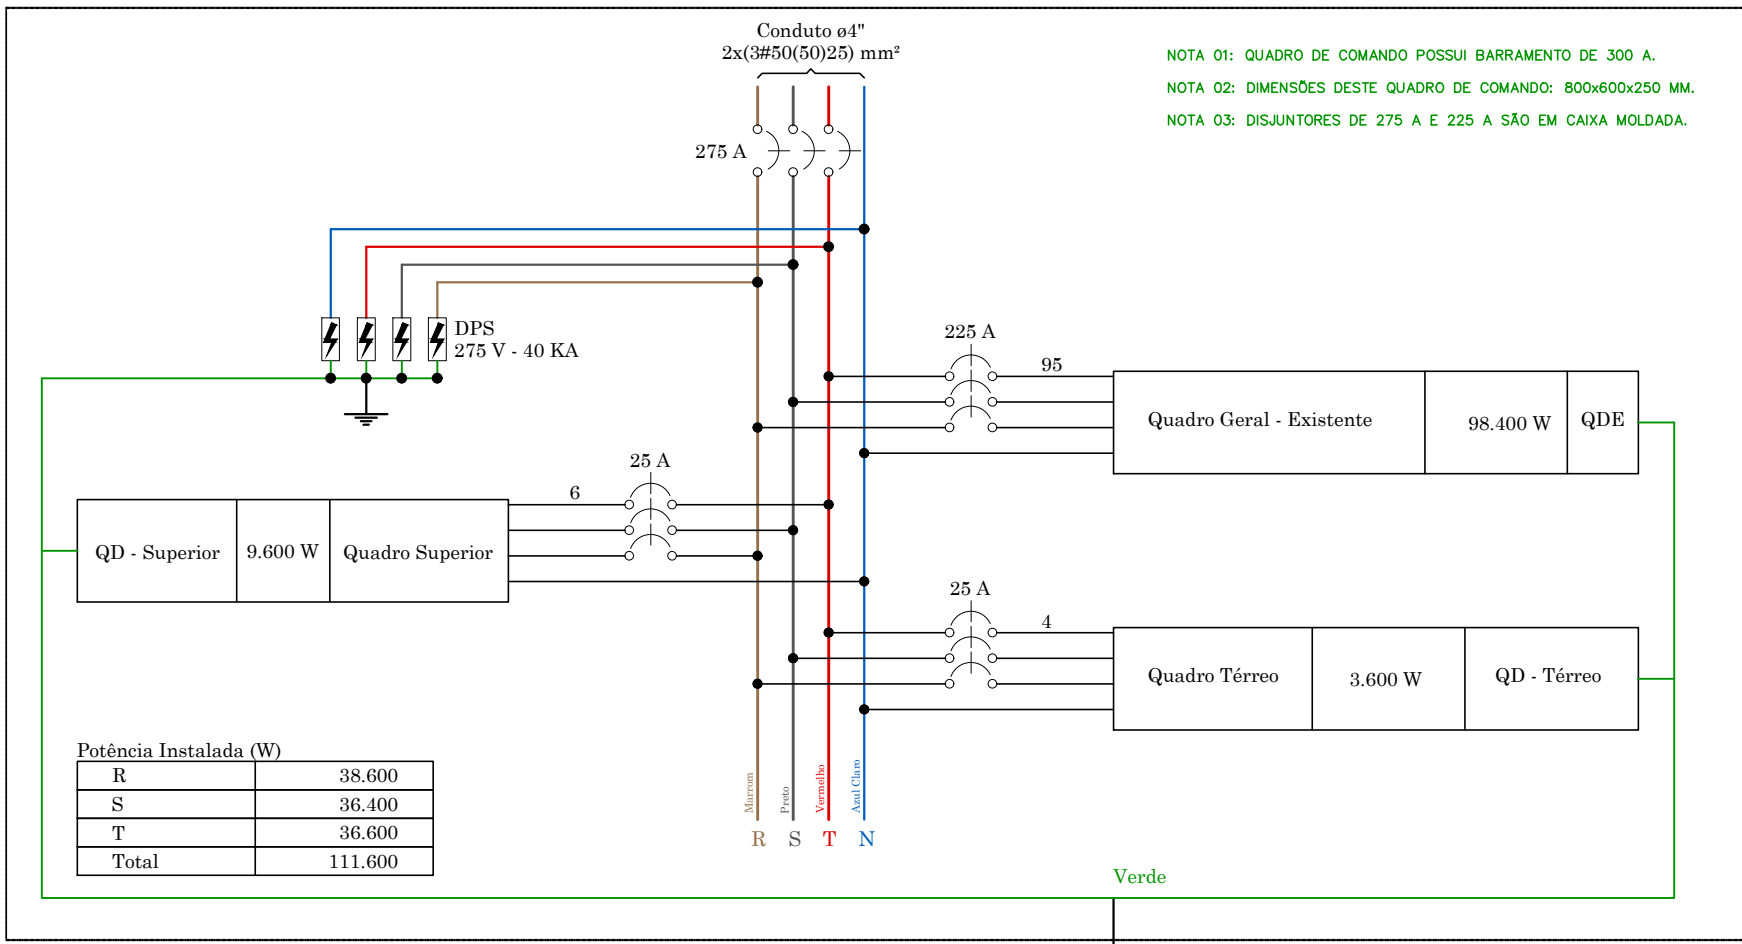 Conduto ø4"
2x(3#50(50)25) mm²
NOTA 01: QUADRO DE COMANDO POSSUI BARRAMENTO DE 300 A.
NOTA 02: DIMENSÕES DESTE QUADRO DE COMANDO: 800x600x250 MM.
NOTA 03: DISJUNTORES DE 275 A E 225 A SÃO EM CAIXA MOLDADA.
275 A
DPS
275 V - 40 KA
225 A
95
Quadro Geral - Existente 98.400 W QDE
25 A
6
QD - Superior 9.600 W Quadro Superior
25 A
4
Quadro Térreo 3.600 W QD - Térreo
Potência Instalada (W)
R 38.600
S 36.400
T 36.600
Total 111.600
Marrom
Preto
Vermelho
Azul Claro
R S T N
Verde